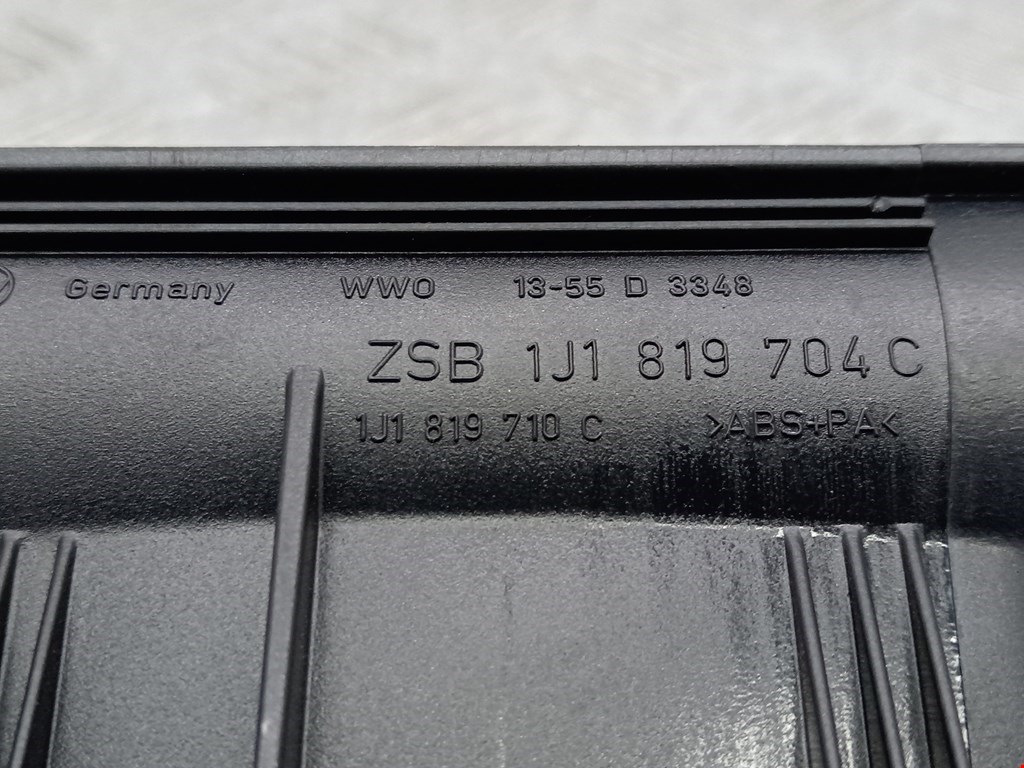 Germany WWO 13-55 D 3348
ZSB 1J1 819 704 C
1J1 819 710 C >ABS+PA<